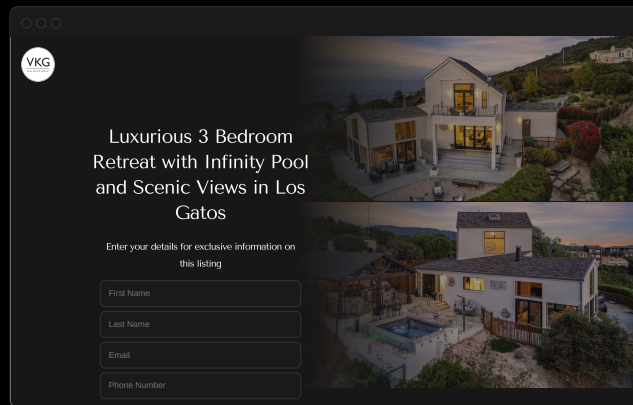 VKG
Luxurious 3 Bedroom
Retreat with Infinity Pool
and Scenic Views in Los
Gatos
Enter your details for exclusive information on
this listing
First Name
Last Name
Email
Phone Number